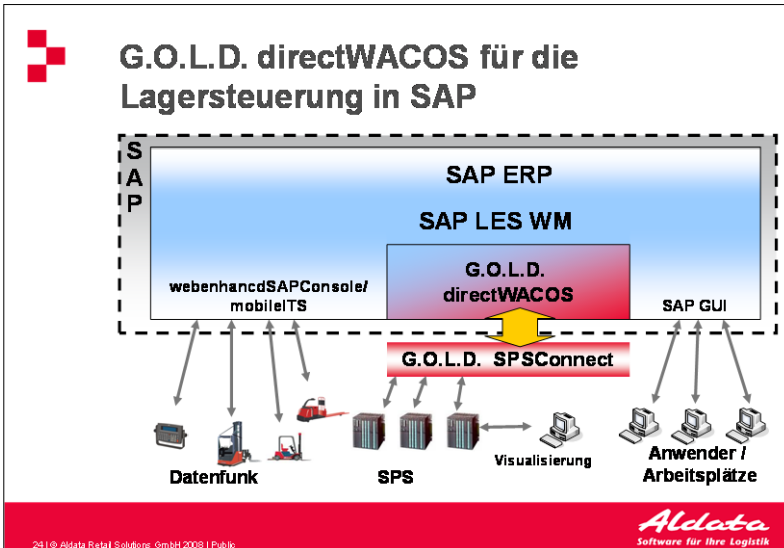 G.O.L.D. directWACOS für die
Lagersteuerung in SAP
SAP
SAP ERP
SAP LES WM
G.O.L.D.
directWACOS
webenhancdSAPConsole/
mobileITS
SAP GUI
G.O.L.D. SPSConnect
Datenfunk
SPS
Visualisierung
Anwender /
Arbeitsplätze
24 | © Aldata Retail Solutions GmbH 2008 | Public
Aldata
Software für Ihre Logistik